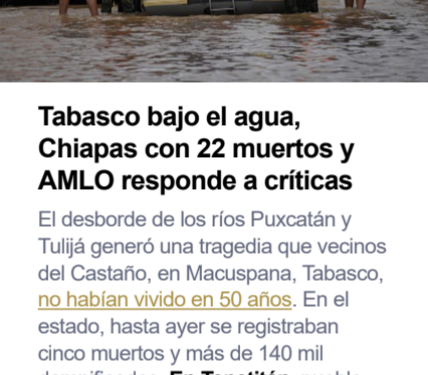 Tabasco bajo el agua,
Chiapas con 22 muertos y
AMLO responde a críticas
El desborde de los ríos Puxcatán y
Tulijá generó una tragedia que vecinos
del Castaño, en Macuspana, Tabasco,
no habían vivido en 50 años. En el
estado, hasta ayer se registraban
cinco muertos y más de 140 mil